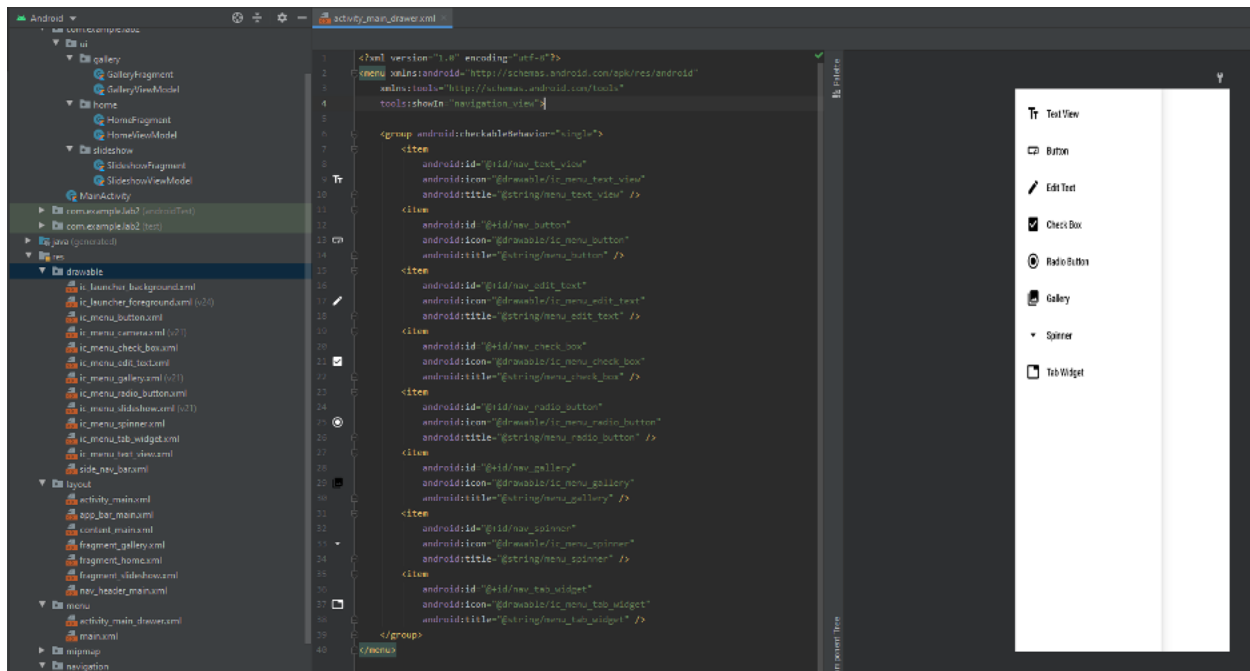 Android
activity_main_drawer.xml
com.example.lab2
ui
gallery
GalleryFragment
GalleryViewModel
home
HomeFragment
HomeViewModel
slideshow
SlideshowFragment
SlideshowViewModel
MainActivity
com.example.lab2 (androidTest)
com.example.lab2 (test)
java (generated)
res
drawable
ic_launcher_background.xml
ic_launcher_foreground.xml (v24)
ic_menu_button.xml
ic_menu_camera.xml (v21)
ic_menu_check_box.xml
ic_menu_edit_text.xml
ic_menu_gallery.xml (v21)
ic_menu_radio_button.xml
ic_menu_slideshow.xml (v21)
ic_menu_spinner.xml
ic_menu_tab_widget.xml
ic_menu_text_view.xml
side_nav_bar.xml
layout
activity_main.xml
app_bar_main.xml
content_main.xml
fragment_gallery.xml
fragment_home.xml
fragment_slideshow.xml
nav_header_main.xml
menu
activity_main_drawer.xml
main.xml
mipmap
navigation
1 <?xml version="1.0" encoding="utf-8"?>
2 <menu xmlns:android="http://schemas.android.com/apk/res/android"
3 xmlns:tools="http://schemas.android.com/tools"
4 tools:showIn="navigation_view">
5
6 <group android:checkableBehavior="single">
7 <item
8 android:id="@+id/nav_text_view"
9 android:icon="@drawable/ic_menu_text_view"
10 android:title="@string/menu_text_view" />
11 <item
12 android:id="@+id/nav_button"
13 android:icon="@drawable/ic_menu_button"
14 android:title="@string/menu_button" />
15 <item
16 android:id="@+id/nav_edit_text"
17 android:icon="@drawable/ic_menu_edit_text"
18 android:title="@string/menu_edit_text" />
19 <item
20 android:id="@+id/nav_check_box"
21 android:icon="@drawable/ic_menu_check_box"
22 android:title="@string/menu_check_box" />
23 <item
24 android:id="@+id/nav_radio_button"
25 android:icon="@drawable/ic_menu_radio_button"
26 android:title="@string/menu_radio_button" />
27 <item
28 android:id="@+id/nav_gallery"
29 android:icon="@drawable/ic_menu_gallery"
30 android:title="@string/menu_gallery" />
31 <item
32 android:id="@+id/nav_spinner"
33 android:icon="@drawable/ic_menu_spinner"
34 android:title="@string/menu_spinner" />
35 <item
36 android:id="@+id/nav_tab_widget"
37 android:icon="@drawable/ic_menu_tab_widget"
38 android:title="@string/menu_tab_widget" />
39 </group>
40 </menu>
Palette
Tᴛ Text View
Button
Edit Text
Check Box
Radio Button
Gallery
Spinner
Tab Widget